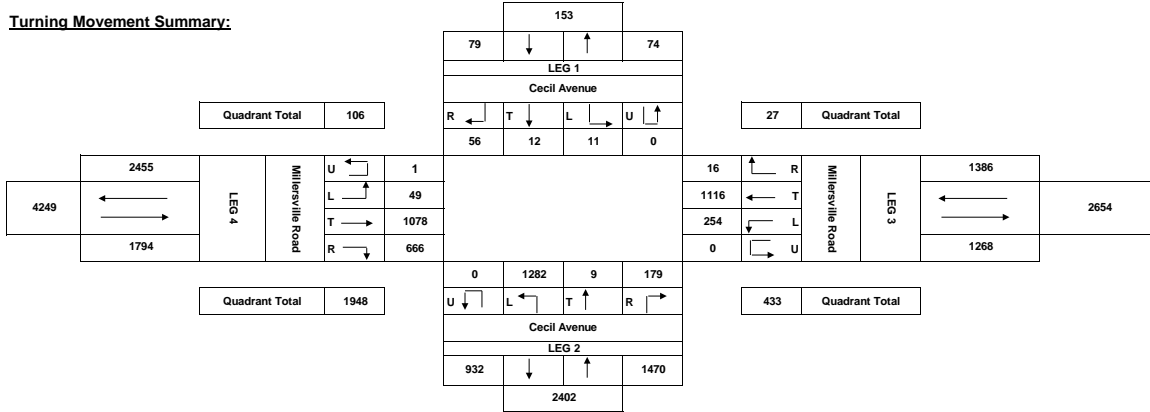 Turning Movement Summary:
153
79 74
LEG 1
Cecil Avenue
Quadrant Total 106
R T L U
Quadrant Total 27
56 12 11 0
2455
U 1
16 R
1386
4249
LEG 4
Millersville Road
L 49
1116 T
Millersville Road
LEG 3
2654
T 1078
254 L
1794
R 666
0 U
1268
0 1282 9 179
Quadrant Total 1948
U L T R
433 Quadrant Total
Cecil Avenue
LEG 2
932 1470
2402